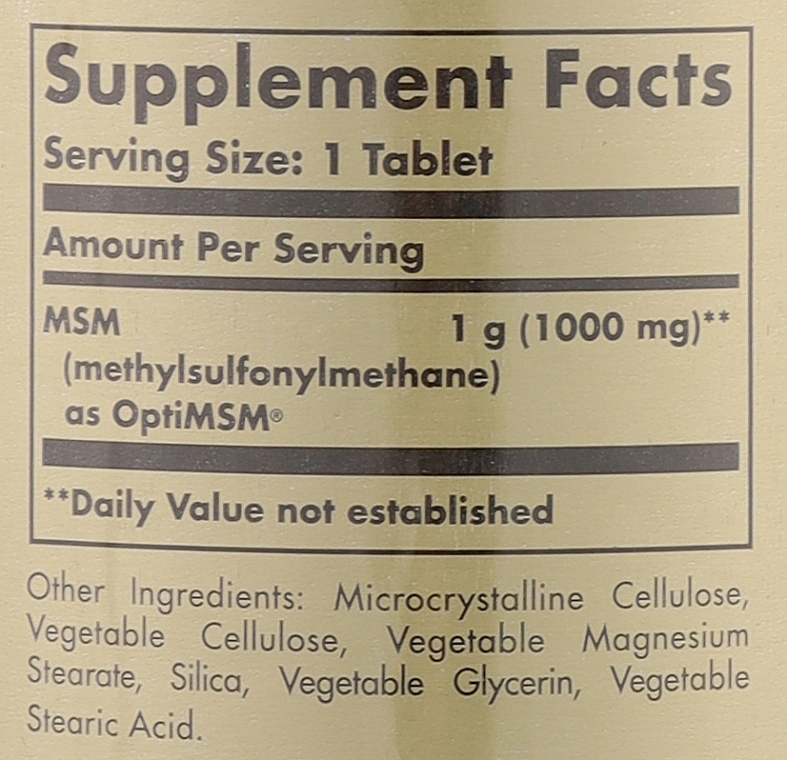 Supplement Facts
Serving Size: 1 Tablet
Amount Per Serving
MSM 1 g (1000 mg)**
(methylsulfonylmethane)
as OptiMSM®
**Daily Value not established
Other Ingredients: Microcrystalline Cellulose,
Vegetable Cellulose, Vegetable Magnesium
Stearate, Silica, Vegetable Glycerin, Vegetable
Stearic Acid.